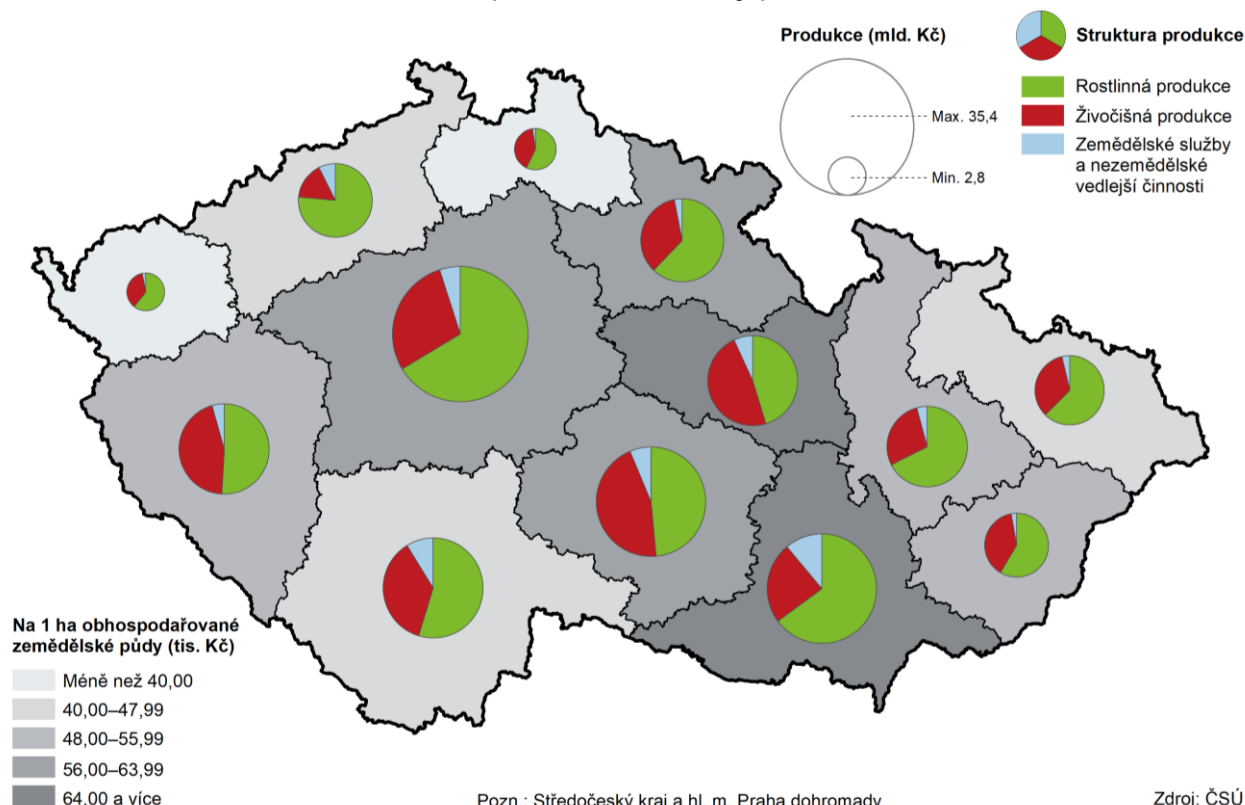 Produkce (mld. Kč)
Max. 35,4
Min. 2,8
Struktura produkce
Rostlinná produkce
Živočišná produkce
Zemědělské služby
a nezemědělské
vedlejší činnosti
Na 1 ha obhospodařované
zemědělské půdy (tis. Kč)
Méně než 40,00
40,00–47,99
48,00–55,99
56,00–63,99
64,00 a více
Pozn.: Středočeský kraj a hl. m. Praha dohromady
Zdroj: ČSÚ